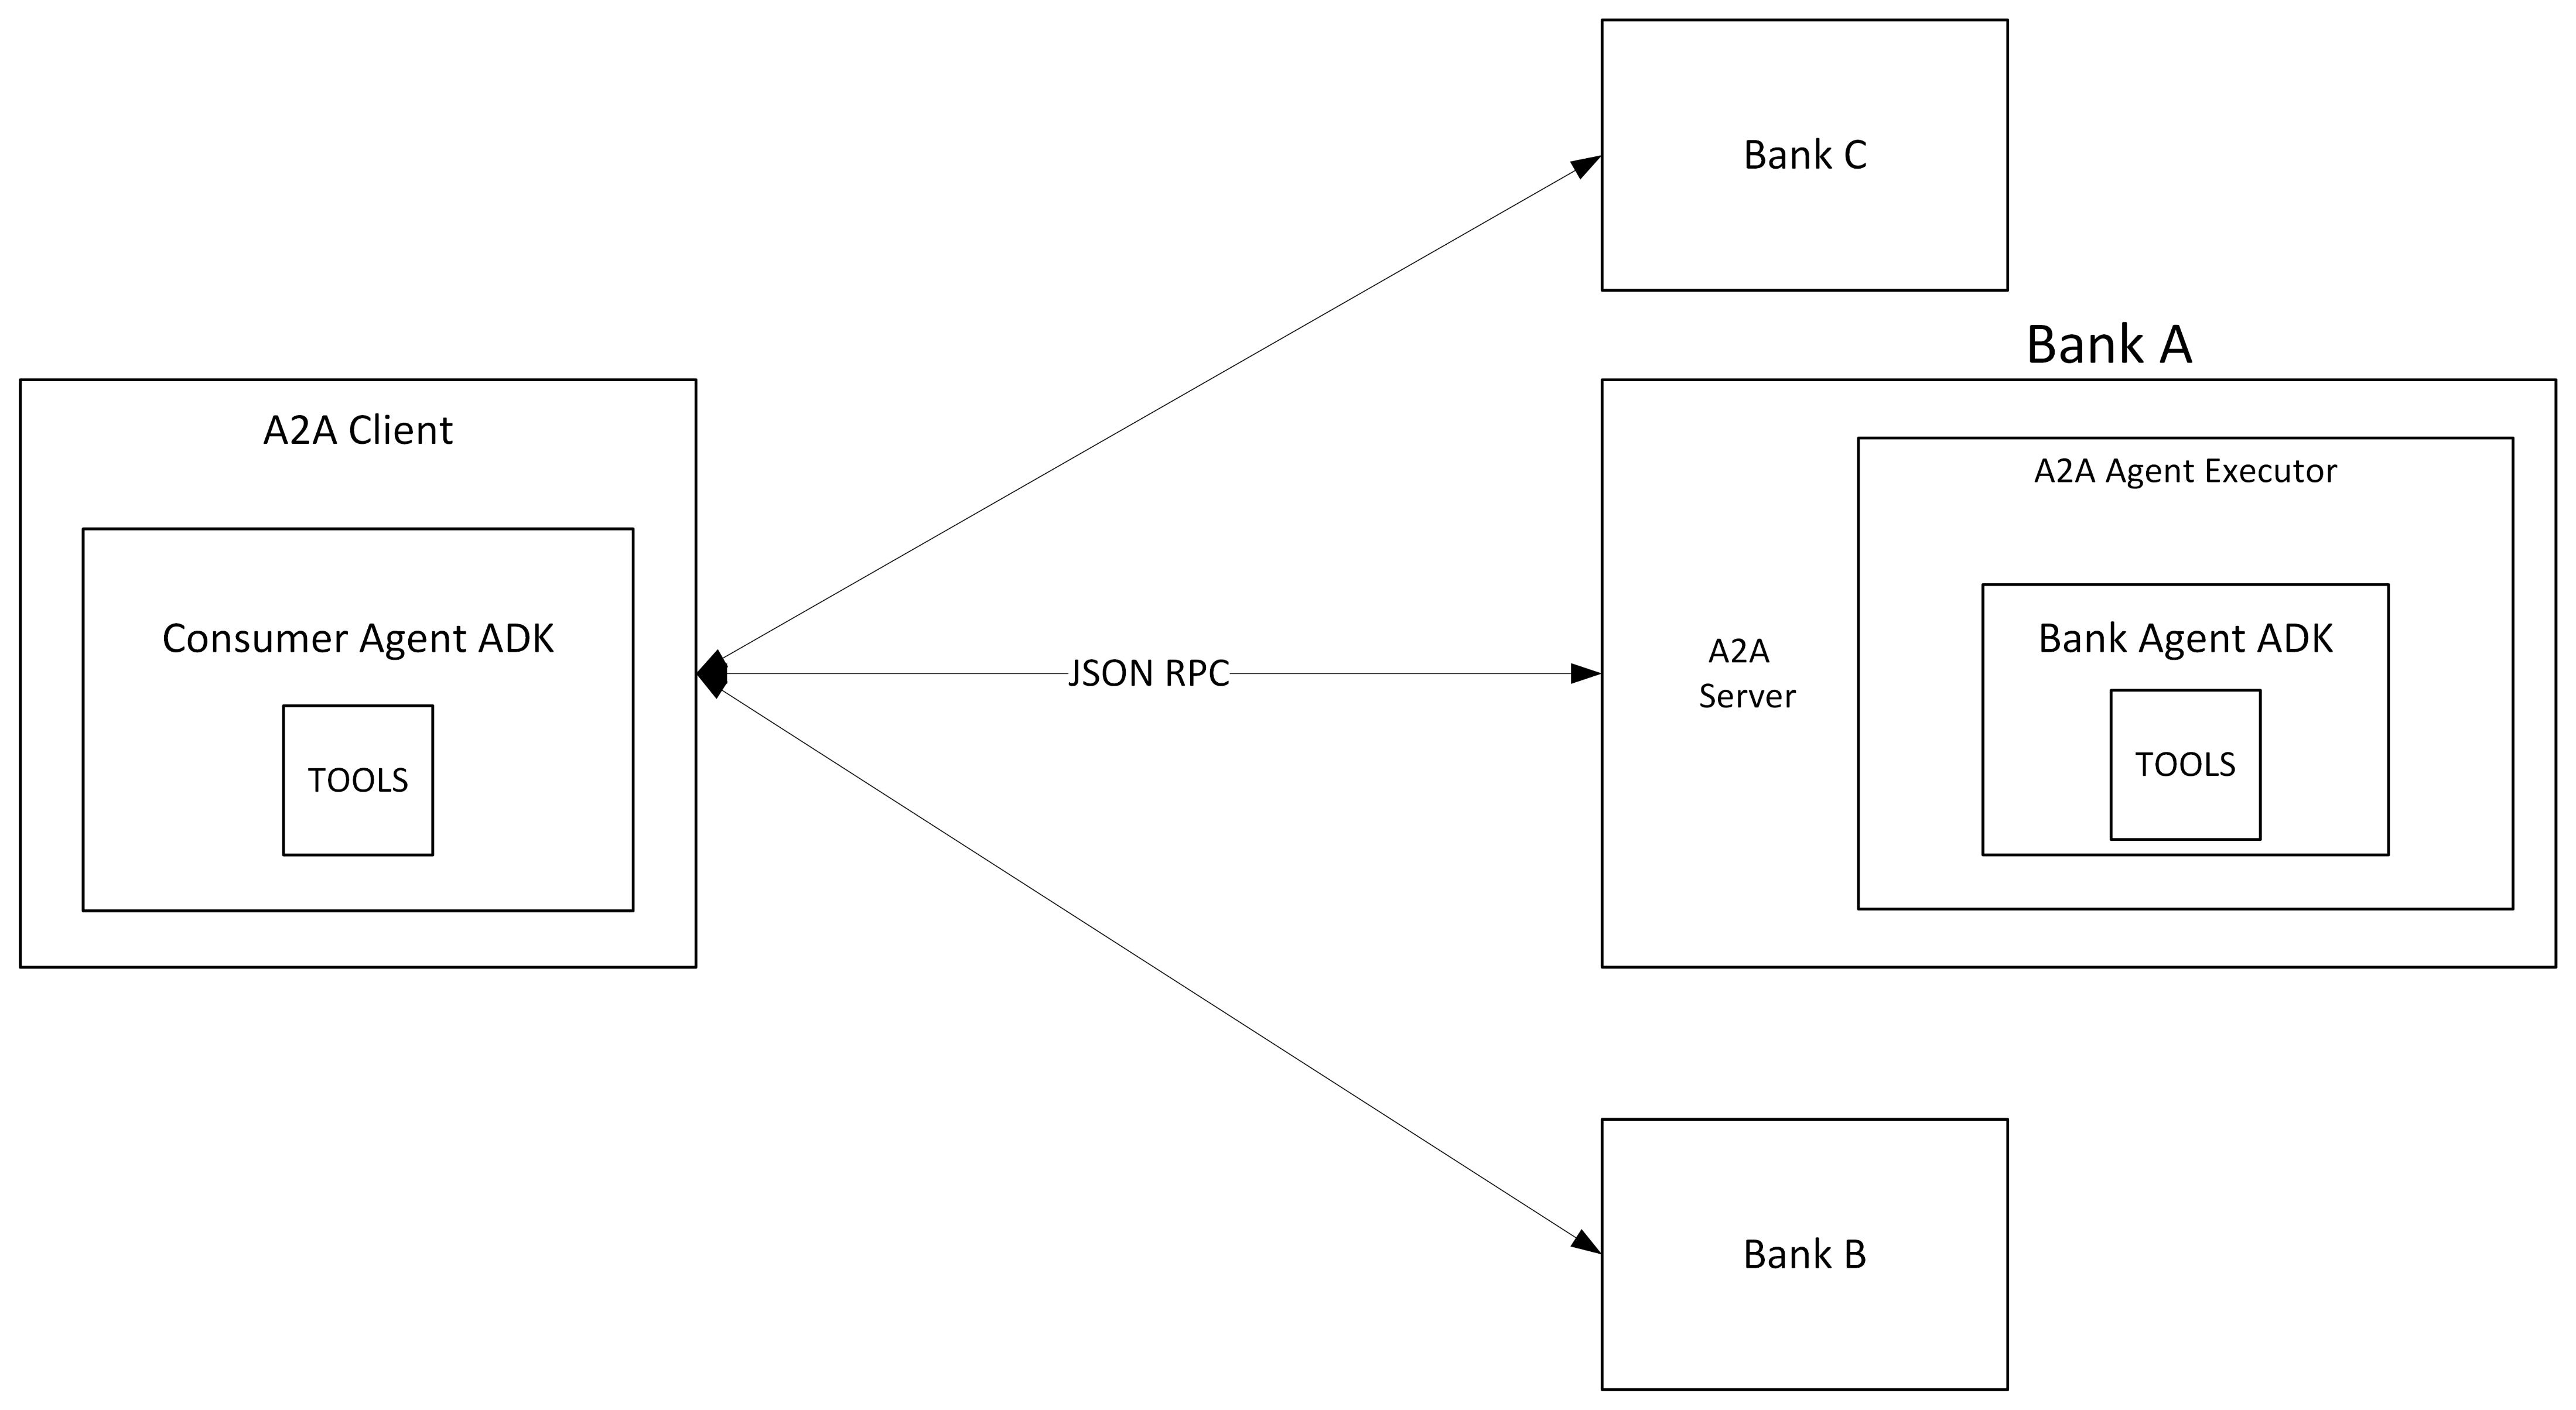 Bank C
Bank A
A2A Client
A2A Agent Executor
Consumer Agent ADK
JSON RPC
A2A
Server
Bank Agent ADK
TOOLS
TOOLS
Bank B